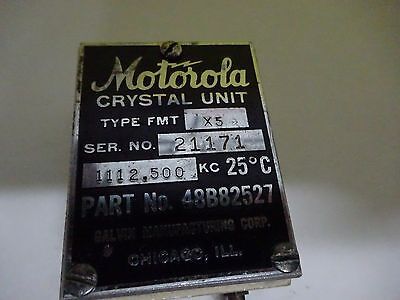 Motorola
CRYSTAL UNIT
TYPE FMT X5
SER. NO. 21171
1112.500 KC 25°C
PART No. 48B82527
GALVIN MANUFACTURING CORP.
CHICAGO, ILL.